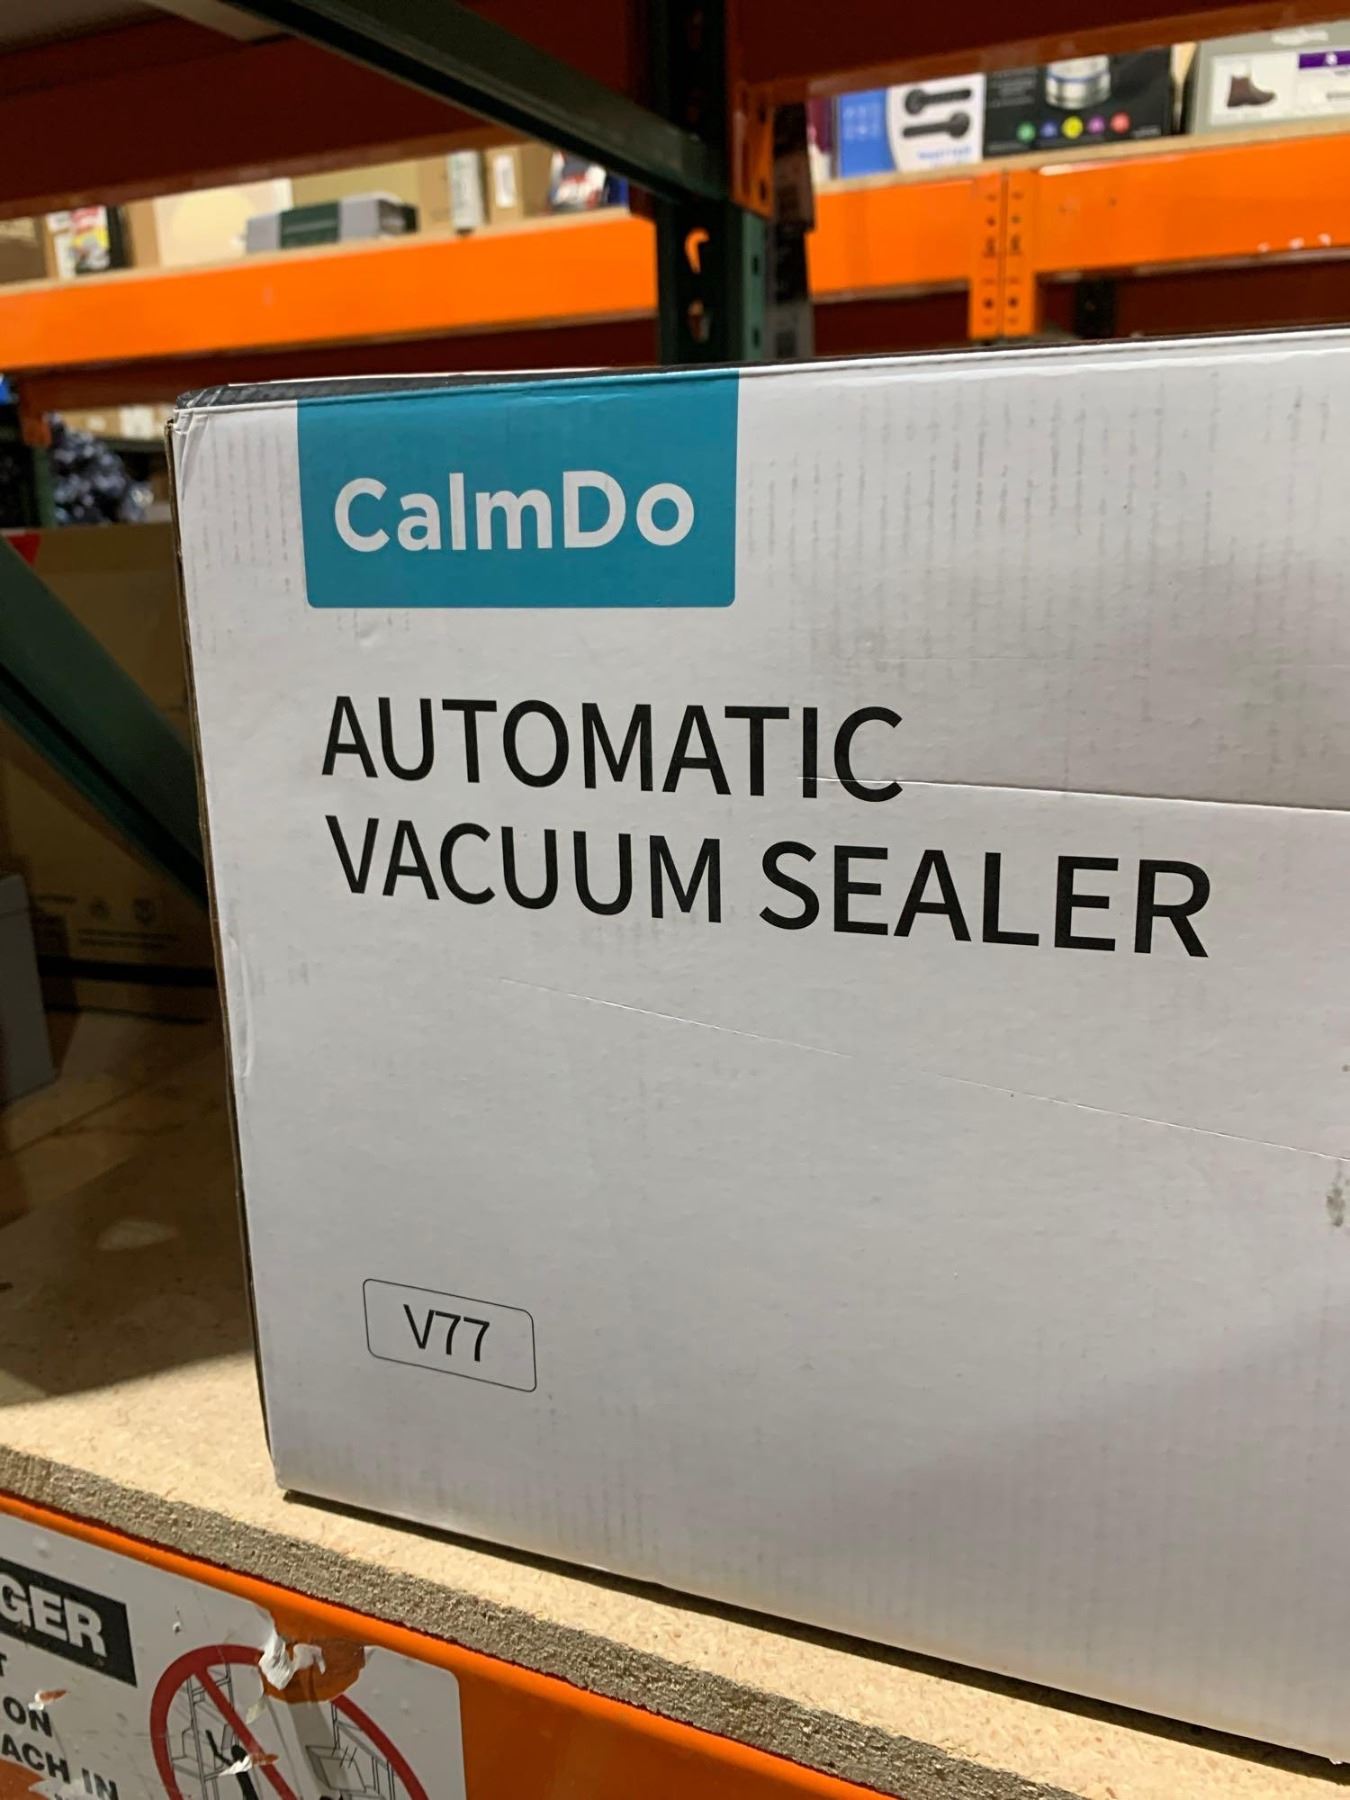 CalmDo
AUTOMATIC
VACUUM SEALER
V77
GER
ON
ACH IN